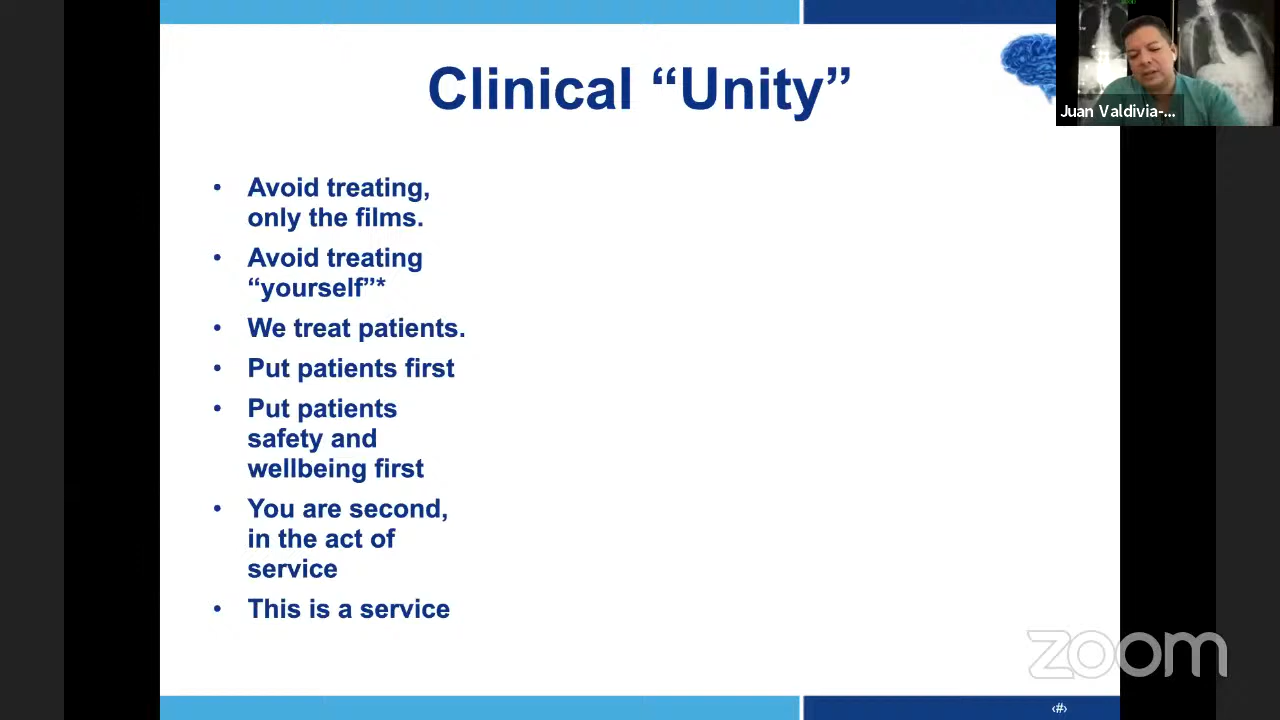 Clinical “Unity”
Juan Valdivia-...
• Avoid treating,
only the films.
• Avoid treating
“yourself”*
• We treat patients.
• Put patients first
• Put patients
safety and
wellbeing first
• You are second,
in the act of
service
• This is a service
zoom
‹#›